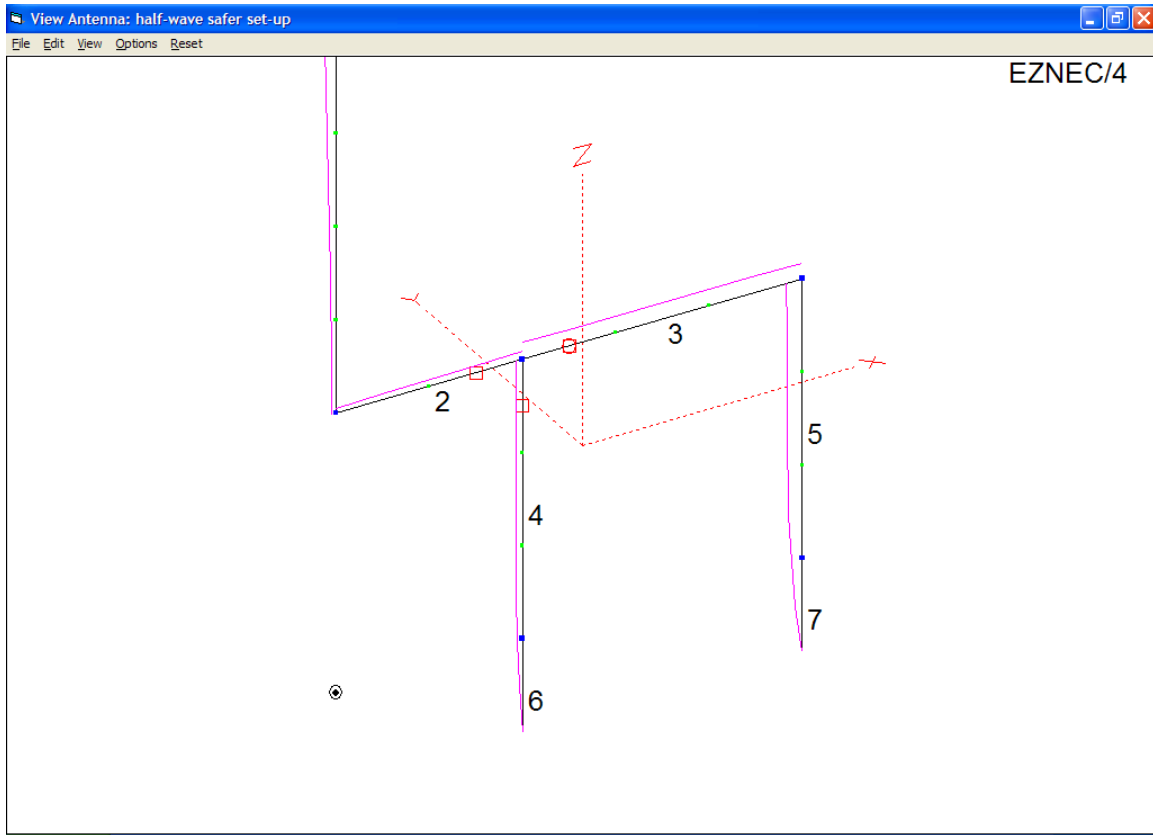 View Antenna: half-wave safer set-up
File Edit View Options Reset
EZNEC/4
Z
Y
X
3
2
5
4
7
6